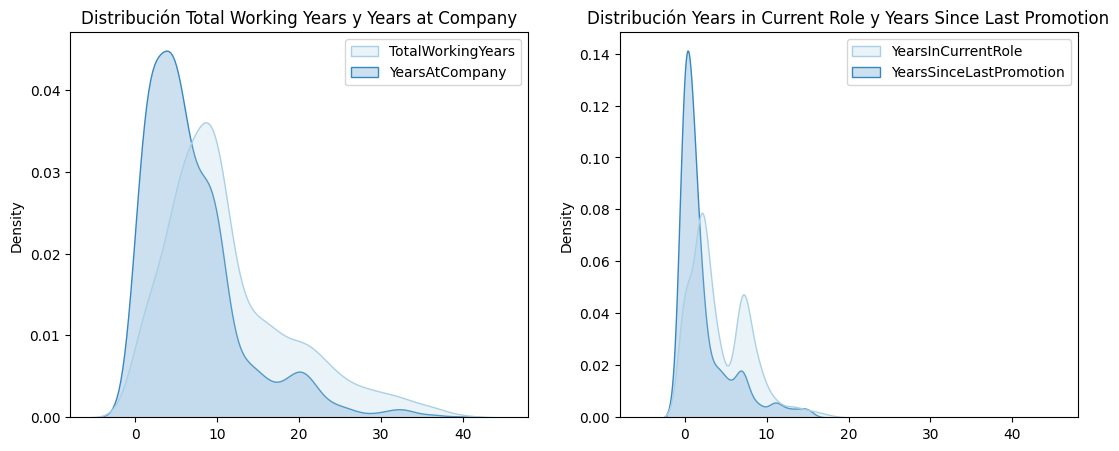 Distribución Total Working Years y Years at Company
TotalWorkingYears
YearsAtCompany
Density
0.04
0.03
0.02
0.01
0.00
0
10
20
30
40
Distribución Years in Current Role y Years Since Last Promotion
YearsInCurrentRole
YearsSinceLastPromotion
Density
0.14
0.12
0.10
0.08
0.06
0.04
0.02
0.00
0
10
20
30
40